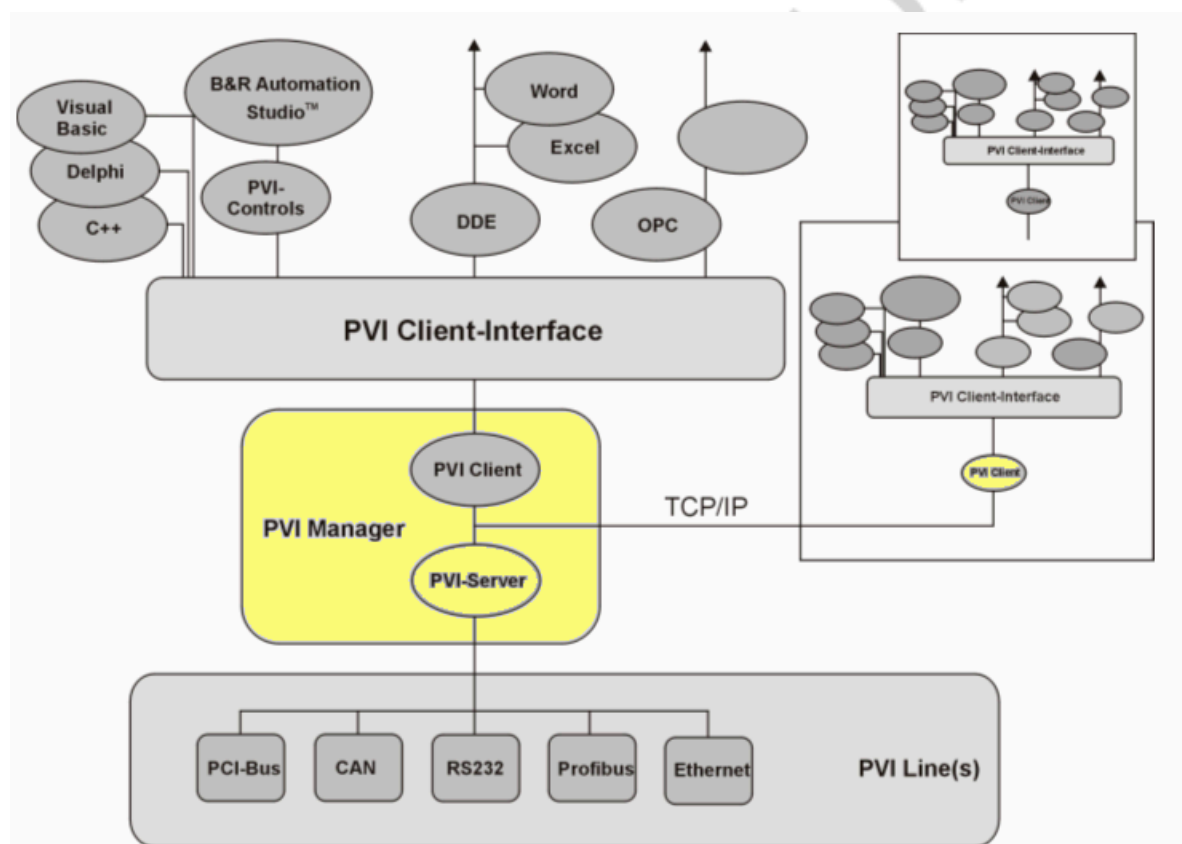 Visual
Basic
Delphi
C++
B&R Automation
Studio™
PVI-
Controls
Word
Excel
DDE
OPC
PVI Client-Interface
PVI Client
PVI Manager
PVI-Server
TCP/IP
PVI Client-Interface
PVI Client
PVI Client-Interface
PVI Client
PCI-Bus
CAN
RS232
Profibus
Ethernet
PVI Line(s)